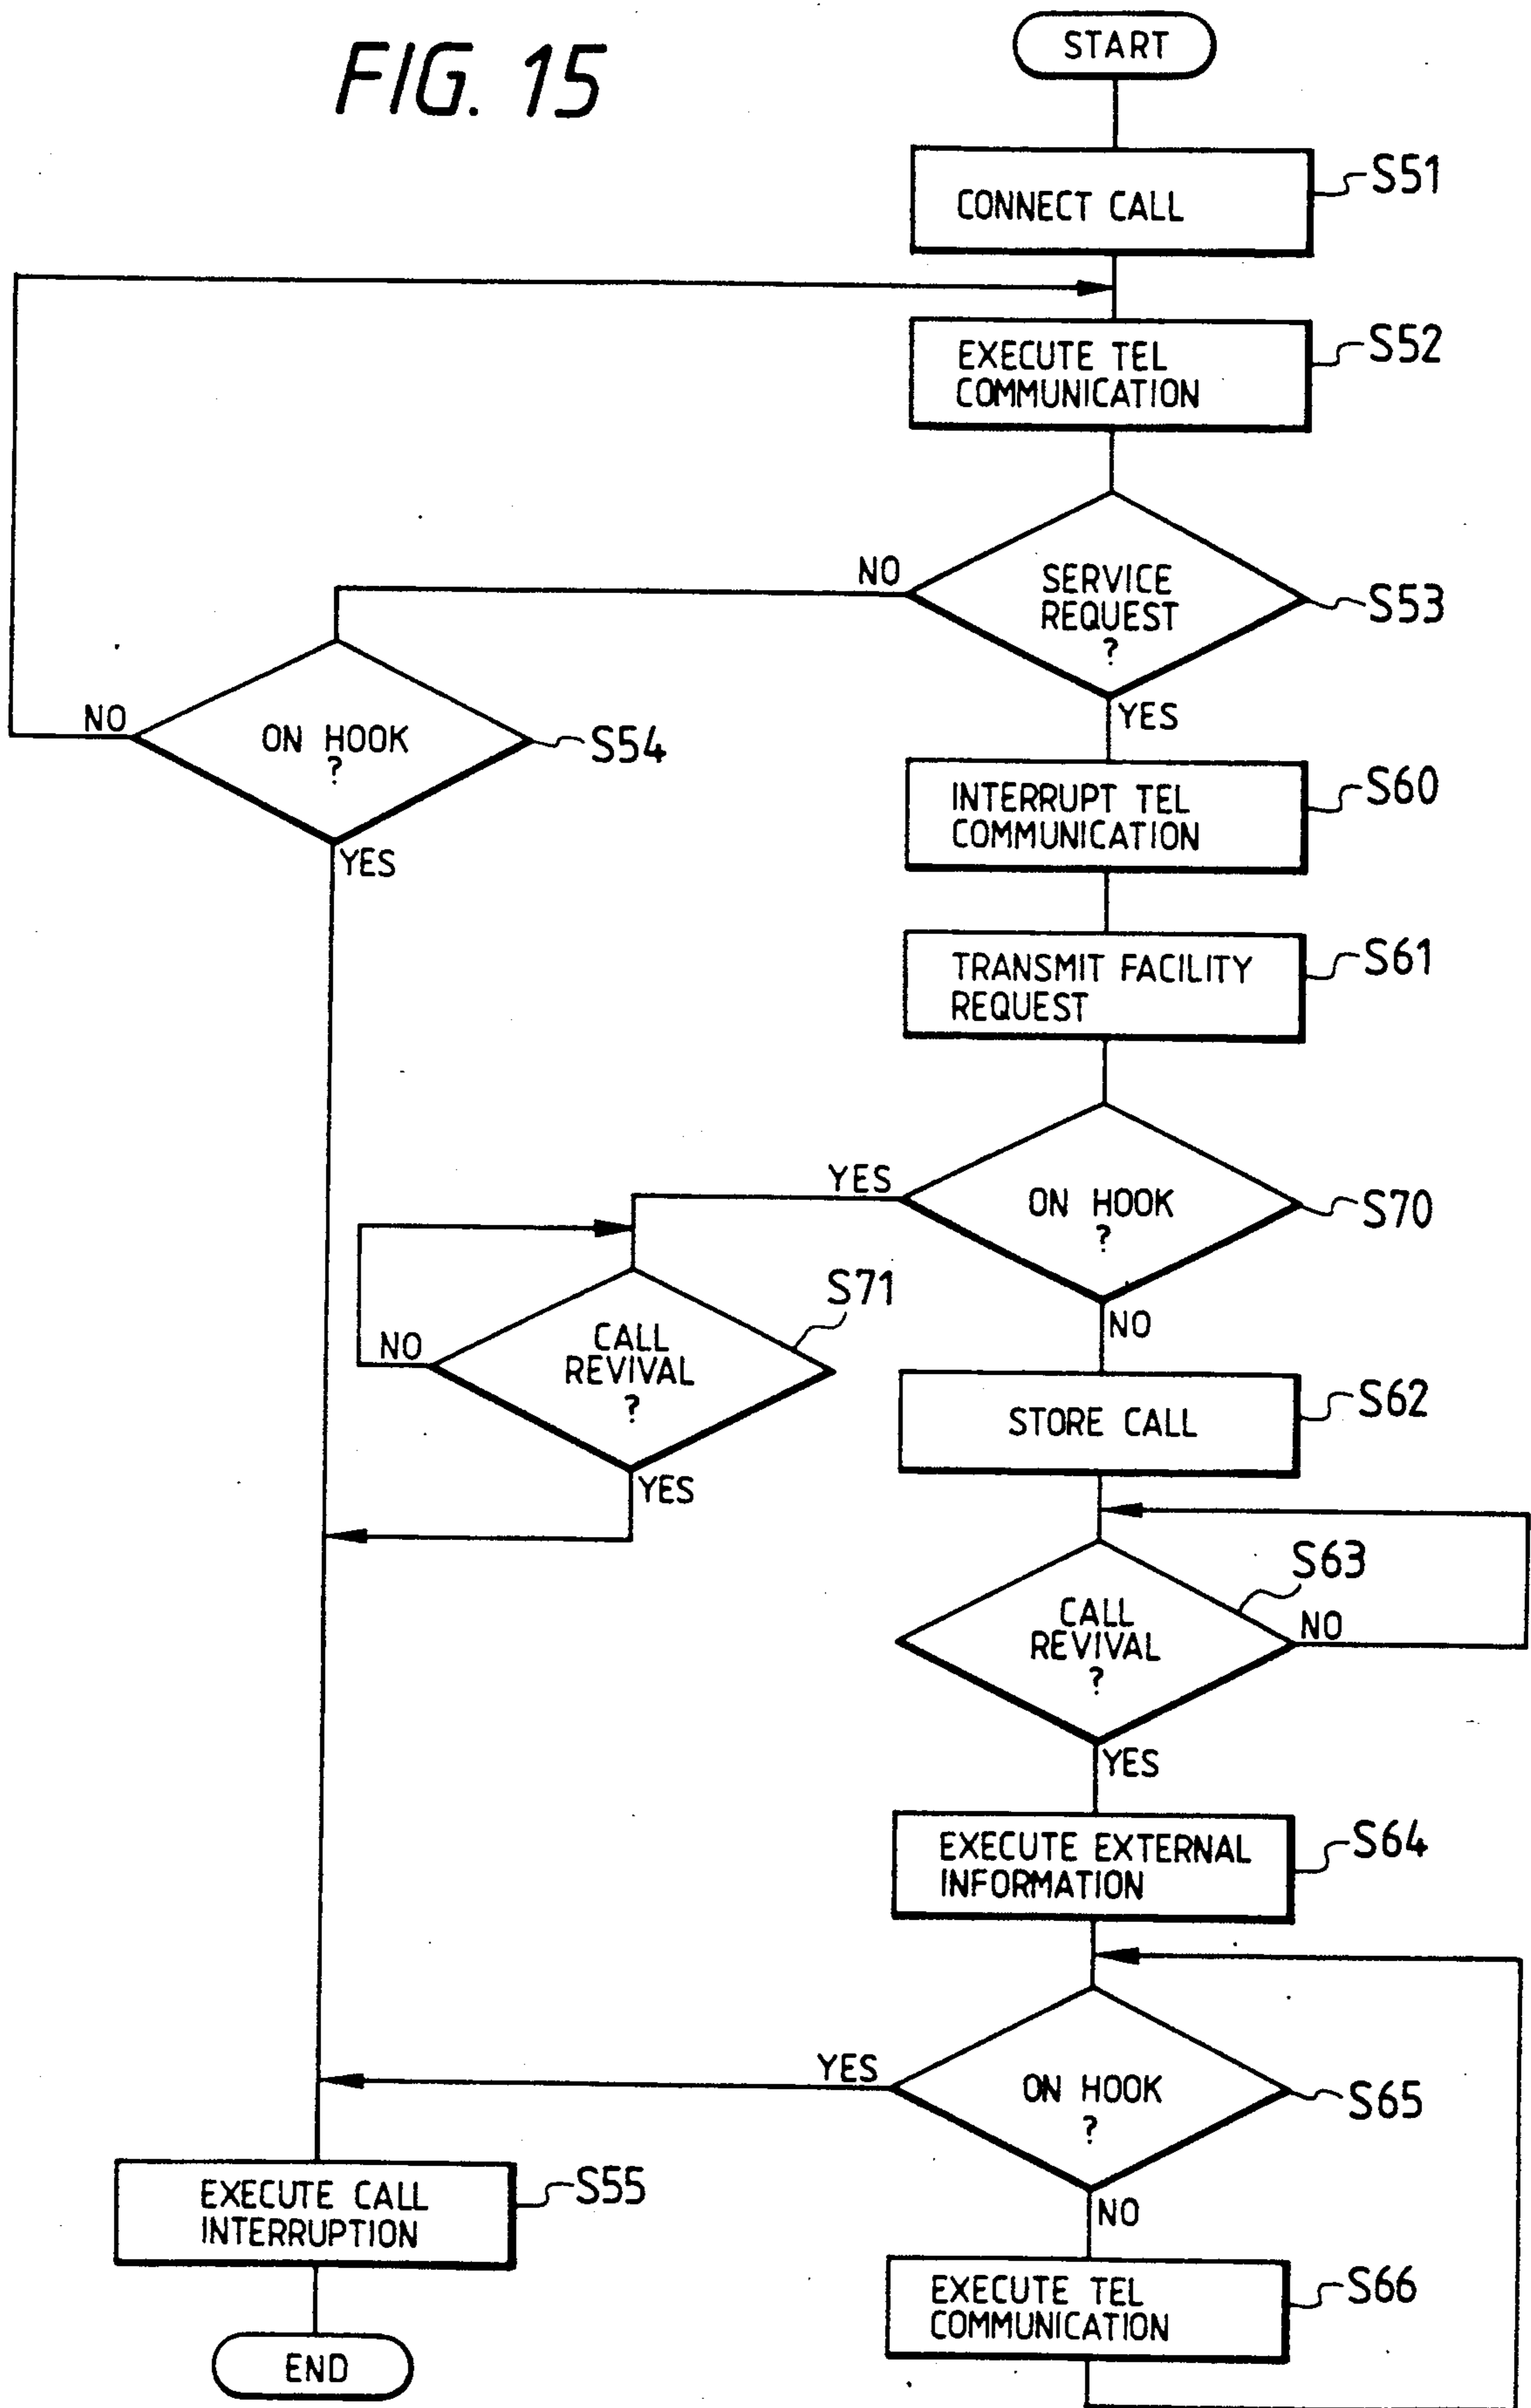 FIG. 15
START
CONNECT CALL
S51
EXECUTE TEL
COMMUNICATION
S52
NO
SERVICE
REQUEST
?
S53
YES
NO
ON HOOK
?
S54
YES
INTERRUPT TEL
COMMUNICATION
S60
TRANSMIT FACILITY
REQUEST
S61
YES
ON HOOK
?
S70
NO
S71
NO
CALL
REVIVAL
?
YES
STORE CALL
S62
S63
CALL
REVIVAL
?
NO
YES
EXECUTE EXTERNAL
INFORMATION
S64
YES
ON HOOK
?
S65
NO
EXECUTE CALL
INTERRUPTION
S55
EXECUTE TEL
COMMUNICATION
S66
END